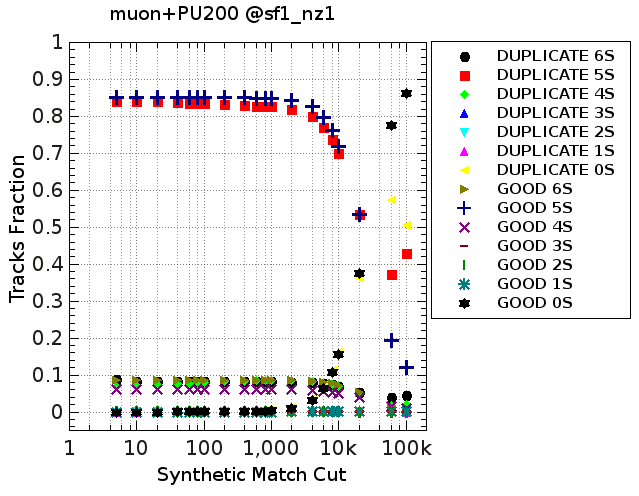 muon+PU200 @sf1_nz1
1
0.9
0.8
0.7
0.6
0.5
0.4
0.3
0.2
0.1
0
Tracks Fraction
1 10 100 1,000 10k 100k
Synthetic Match Cut
DUPLICATE 6S
DUPLICATE 5S
DUPLICATE 4S
DUPLICATE 3S
DUPLICATE 2S
DUPLICATE 1S
DUPLICATE 0S
GOOD 6S
GOOD 5S
GOOD 4S
GOOD 3S
GOOD 2S
GOOD 1S
GOOD 0S